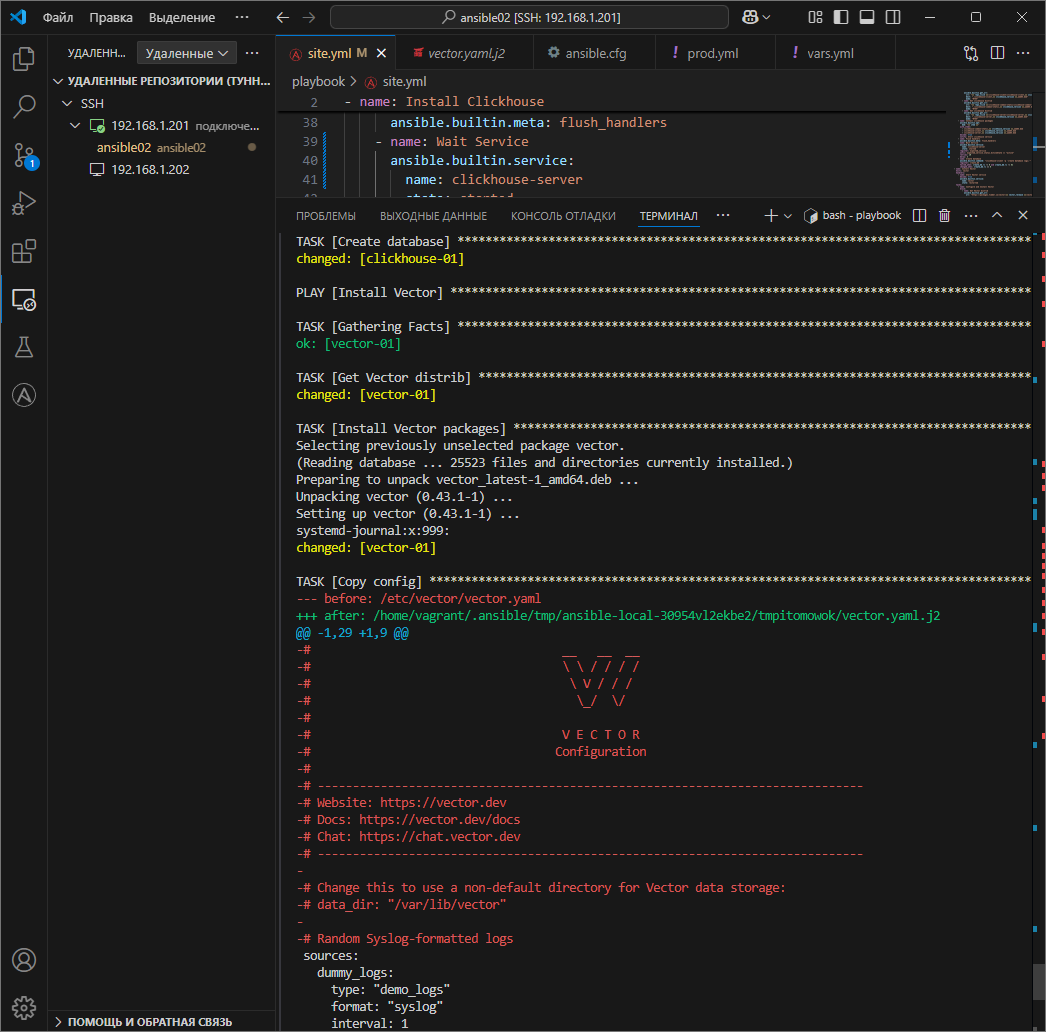 Файл Правка Выделение ··· ansible02 [SSH: 192.168.1.201]
УДАЛЕНН... Удаленные ···
УДАЛЕННЫЕ РЕПОЗИТОРИИ (ТУНН...
SSH
192.168.1.201 подключе...
ansible02 ansible02
192.168.1.202
1
ПОМОЩЬ И ОБРАТНАЯ СВЯЗЬ
site.yml M vector.yaml.j2 ansible.cfg ! prod.yml ! vars.yml ···
playbook > site.yml
2 - name: Install Clickhouse
38 ansible.builtin.meta: flush_handlers
39 - name: Wait Service
40 ansible.builtin.service:
41 name: clickhouse-server
ПРОБЛЕМЫ ВЫХОДНЫЕ ДАННЫЕ КОНСОЛЬ ОТЛАДКИ ТЕРМИНАЛ ··· bash - playbook ···
TASK [Create database] **********************************************************************************
changed: [clickhouse-01]
PLAY [Install Vector] ***********************************************************************************
TASK [Gathering Facts] **********************************************************************************
ok: [vector-01]
TASK [Get Vector distrib] *******************************************************************************
changed: [vector-01]
TASK [Install Vector packages] **************************************************************************
Selecting previously unselected package vector.
(Reading database ... 25523 files and directories currently installed.)
Preparing to unpack vector_latest-1_amd64.deb ...
Unpacking vector (0.43.1-1) ...
Setting up vector (0.43.1-1) ...
systemd-journal:x:999:
changed: [vector-01]
TASK [Copy config] **************************************************************************************
--- before: /etc/vector/vector.yaml
+++ after: /home/vagrant/.ansible/tmp/ansible-local-30954vl2ekbe2/tmpitomowok/vector.yaml.j2
@@ -1,29 +1,9 @@
-#                                    __   __  __
-#                                    \ \ / / / /
-#                                     \ V / / /
-#                                      \_/  \/
-#
-#                                    V E C T O R
-#                                   Configuration
-#
-# ------------------------------------------------------------------------------
-# Website: https://vector.dev
-# Docs: https://vector.dev/docs
-# Chat: https://chat.vector.dev
-# ------------------------------------------------------------------------------
-
-# Change this to use a non-default directory for Vector data storage:
-# data_dir: "/var/lib/vector"
-
-# Random Syslog-formatted logs
sources:
dummy_logs:
type: "demo_logs"
format: "syslog"
interval: 1